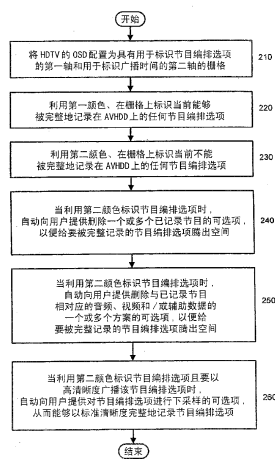 开始
将HDTV的OSD配置为具有用于标识节目编排选项
的第一轴和用于标识广播时间的第二轴的栅格
210
利用第一颜色、在栅格上标识当前能够
被完整地记录在AVHDD上的任何节目编排选项
220
利用第二颜色、在栅格上标识当前不能
被完整地记录在AVHDD上的任何节目编排选项
230
当利用第二颜色标识节目编排选项时,
自动向用户提供删除一个或多个已记录节目的可选项,
以便给要被完整记录的节目编排选项腾出空间
240
当利用第二颜色标识节目编排选项时,
自动向用户提供删除与已记录节目
相对应的音频、视频和/或辅助数据的
一个或多个方案的可选项,以便给
要被完整记录的节目编排选项腾出空间
250
当利用第二颜色标识节目编排选项且要以
高清晰度广播该节目编排选项时,
自动向用户提供对节目编排选项进行下采样的可选项,
从而能够以标准清晰度完整地记录节目编排选项
260
结束